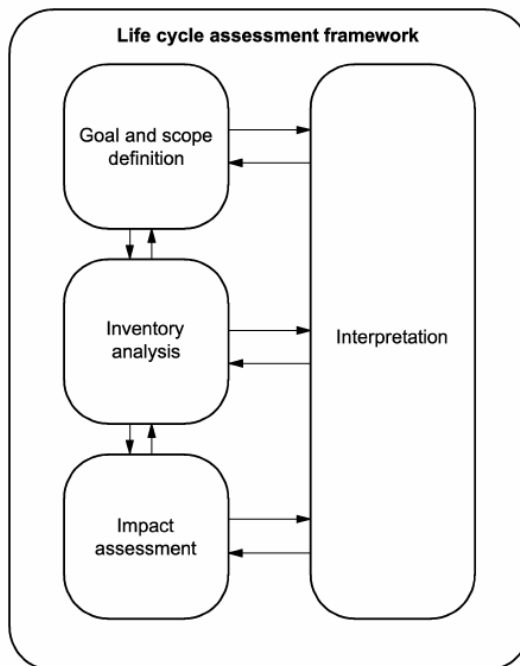 Life cycle assessment framework
Goal and scope
definition
Inventory
analysis
Interpretation
Impact
assessment